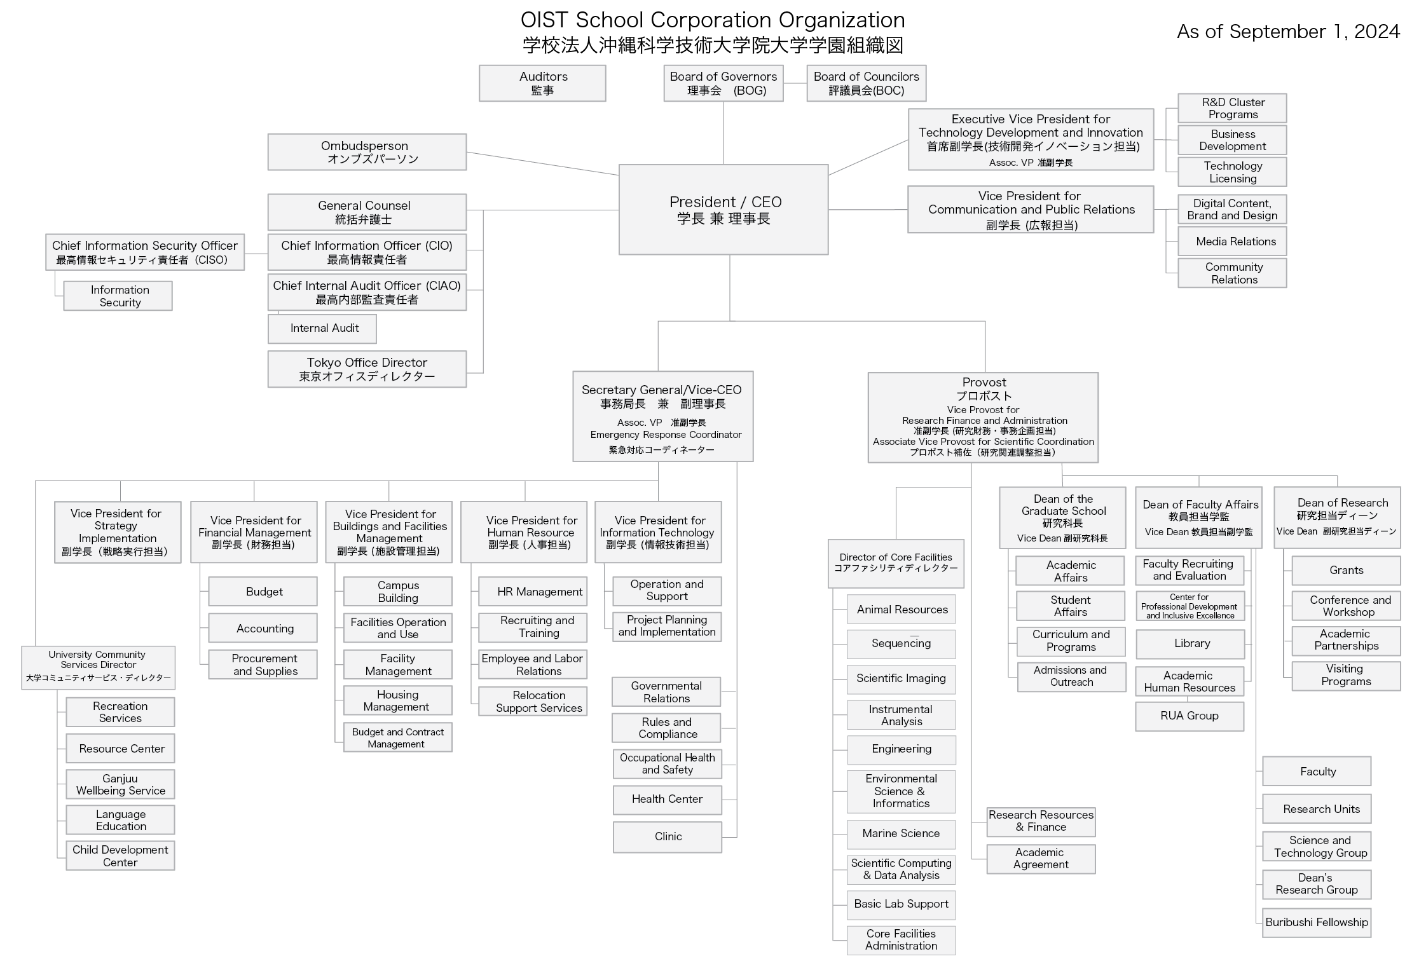 OIST School Corporation Organization
学校法人沖縄科学技術大学院大学学園組織図
As of September 1, 2024
Auditors
監事
Board of Governors
理事会 (BOG)
Board of Councilors
評議員会(BOC)
Ombudsperson
オンブズパーソン
General Counsel
統括弁護士
Chief Information Security Officer
最高情報セキュリティ責任者（CISO）
Information
Security
Chief Information Officer (CIO)
最高情報責任者
Chief Internal Audit Officer (CIAO)
最高内部監査責任者
Internal Audit
Tokyo Office Director
東京オフィスディレクター
President / CEO
学長 兼 理事長
Executive Vice President for
Technology Development and Innovation
首席副学長(技術開発イノベーション担当)
Assoc. VP 准副学長
R&D Cluster
Programs
Business
Development
Technology
Licensing
Vice President for
Communication and Public Relations
副学長 (広報担当)
Digital Content,
Brand and Design
Media Relations
Community
Relations
Secretary General/Vice-CEO
事務局長 兼 副理事長
Assoc. VP 准副学長
Emergency Response Coordinator
緊急対応コーディネーター
Provost
プロボスト
Vice Provost for
Research Finance and Administration
准副学長 (研究財務・事務企画担当)
Associate Vice Provost for Scientific Coordination
プロボスト補佐（研究関連調整担当）
Vice President for
Strategy
Implementation
副学長（戦略実行担当）
Vice President for
Financial Management
副学長 (財務担当)
Budget
Accounting
Procurement
and Supplies
Vice President for
Buildings and Facilities
Management
副学長 (施設管理担当)
Campus
Building
Facilities Operation
and Use
Facility
Management
Housing
Management
Budget and Contract
Management
Vice President for
Human Resource
副学長 (人事担当)
HR Management
Recruiting and
Training
Employee and Labor
Relations
Relocation
Support Services
Vice President for
Information Technology
副学長 (情報技術担当)
Operation and
Support
Project Planning
and Implementation
Governmental
Relations
Rules and
Compliance
Occupational Health
and Safety
Health Center
Clinic
University Community
Services Director
大学コミュニティサービス・ディレクター
Recreation
Services
Resource Center
Ganjuu
Wellbeing Service
Language
Education
Child Development
Center
Director of Core Facilities
コアファシリティディレクター
Animal Resources
Sequencing
Scientific Imaging
Instrumental
Analysis
Engineering
Environmental
Science &
Informatics
Marine Science
Scientific Computing
& Data Analysis
Basic Lab Support
Core Facilities
Administration
Research Resources
& Finance
Academic
Agreement
Dean of the
Graduate School
研究科長
Vice Dean 副研究科長
Academic
Affairs
Student
Affairs
Curriculum and
Programs
Admissions and
Outreach
Dean of Faculty Affairs
教員担当学監
Vice Dean 教員担当副学監
Faculty Recruiting
and Evaluation
Center for
Professional Development
and Inclusive Excellence
Library
Academic
Human Resources
RUA Group
Faculty
Research Units
Science and
Technology Group
Dean's
Research Group
Buribushi Fellowship
Dean of Research
研究担当ディーン
Vice Dean 副研究担当ディーン
Grants
Conference and
Workshop
Academic
Partnerships
Visiting
Programs